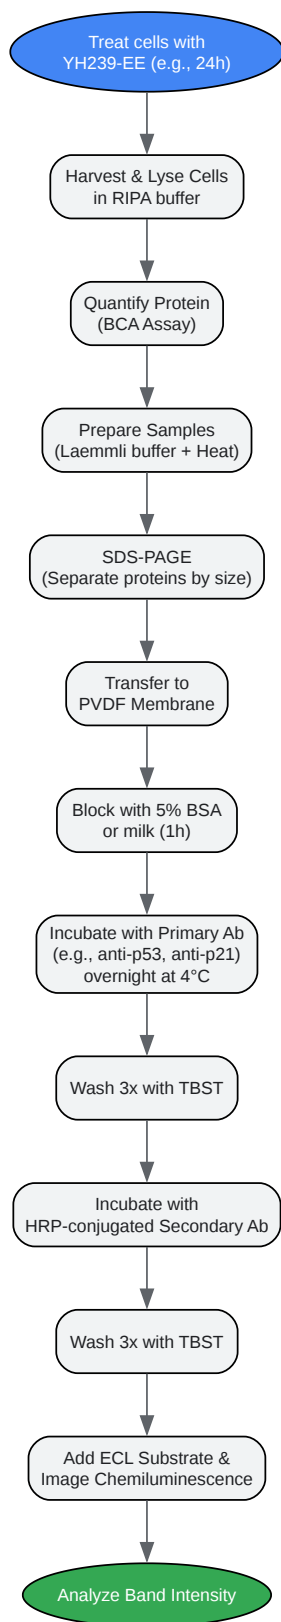 Treat cells with
YH239-EE (e.g., 24h)
Harvest & Lyse Cells
in RIPA buffer
Quantify Protein
(BCA Assay)
Prepare Samples
(Laemmli buffer + Heat)
SDS-PAGE
(Separate proteins by size)
Transfer to
PVDF Membrane
Block with 5% BSA
or milk (1h)
Incubate with Primary Ab
(e.g., anti-p53, anti-p21)
overnight at 4°C
Wash 3x with TBST
Incubate with
HRP-conjugated Secondary Ab
Wash 3x with TBST
Add ECL Substrate &
Image Chemiluminescence
Analyze Band Intensity